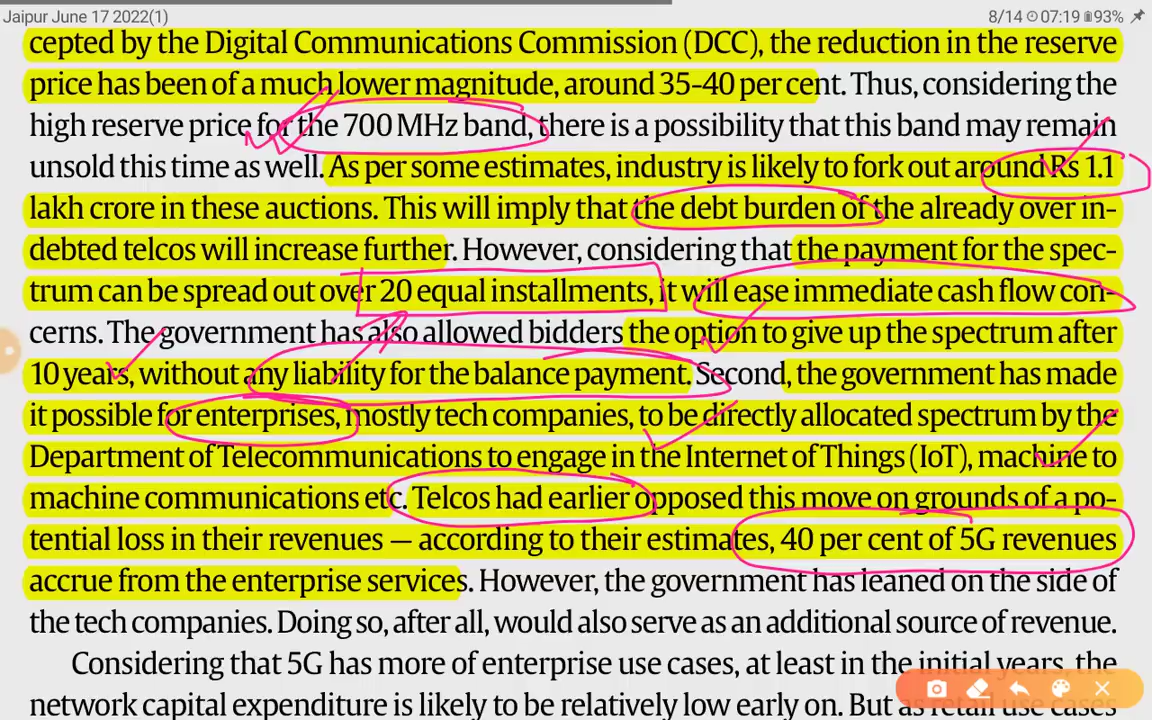 Jaipur June 17 2022(1)
8/14 07:19 93%
cepted by the Digital Communications Commission (DCC), the reduction in the reserve
price has been of a much lower magnitude, around 35-40 per cent. Thus, considering the
high reserve price for the 700 MHz band, there is a possibility that this band may remain
unsold this time as well. As per some estimates, industry is likely to fork out around Rs 1.1
lakh crore in these auctions. This will imply that the debt burden of the already over in-
debted telcos will increase further. However, considering that the payment for the spec-
trum can be spread out over 20 equal installments, it will ease immediate cash flow con-
cerns. The government has also allowed bidders the option to give up the spectrum after
10 years, without any liability for the balance payment. Second, the government has made
it possible for enterprises, mostly tech companies, to be directly allocated spectrum by the
Department of Telecommunications to engage in the Internet of Things (IoT), machine to
machine communications etc. Telcos had earlier opposed this move on grounds of a po-
tential loss in their revenues — according to their estimates, 40 per cent of 5G revenues
accrue from the enterprise services. However, the government has leaned on the side of
the tech companies. Doing so, after all, would also serve as an additional source of revenue.
Considering that 5G has more of enterprise use cases, at least in the initial years, the
network capital expenditure is likely to be relatively low early on. But as retail use cases